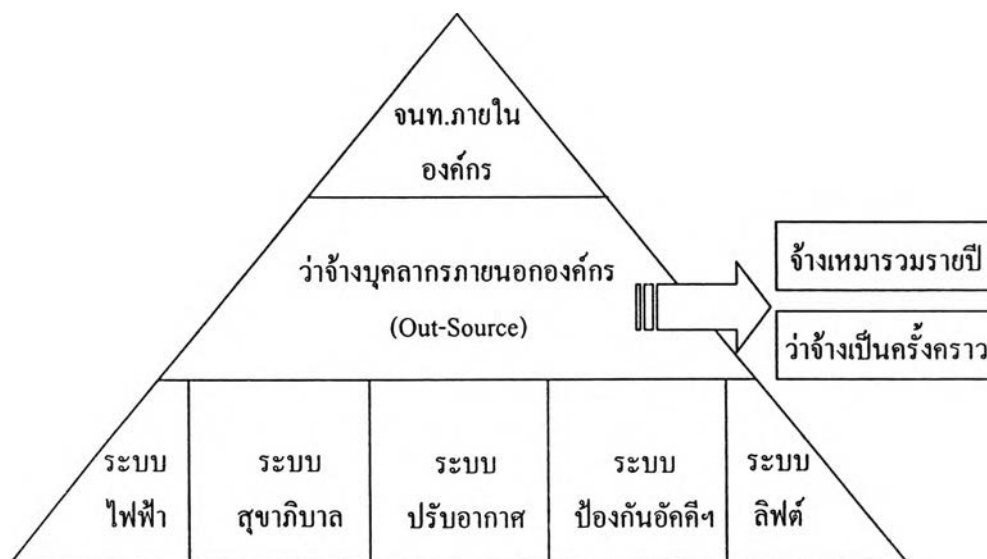 จนท.ภายใน
องค์กร
ว่าจ้างบุคลากรภายนอกองค์กร
(Out-Source)
จ้างเหมารวมรายปี
ว่าจ้างเป็นครั้งคราว
ระบบ
ไฟฟ้า
ระบบ
สุขาภิบาล
ระบบ
ปรับอากาศ
ระบบ
ป้องกันอัคคีฯ
ระบบ
ลิฟต์